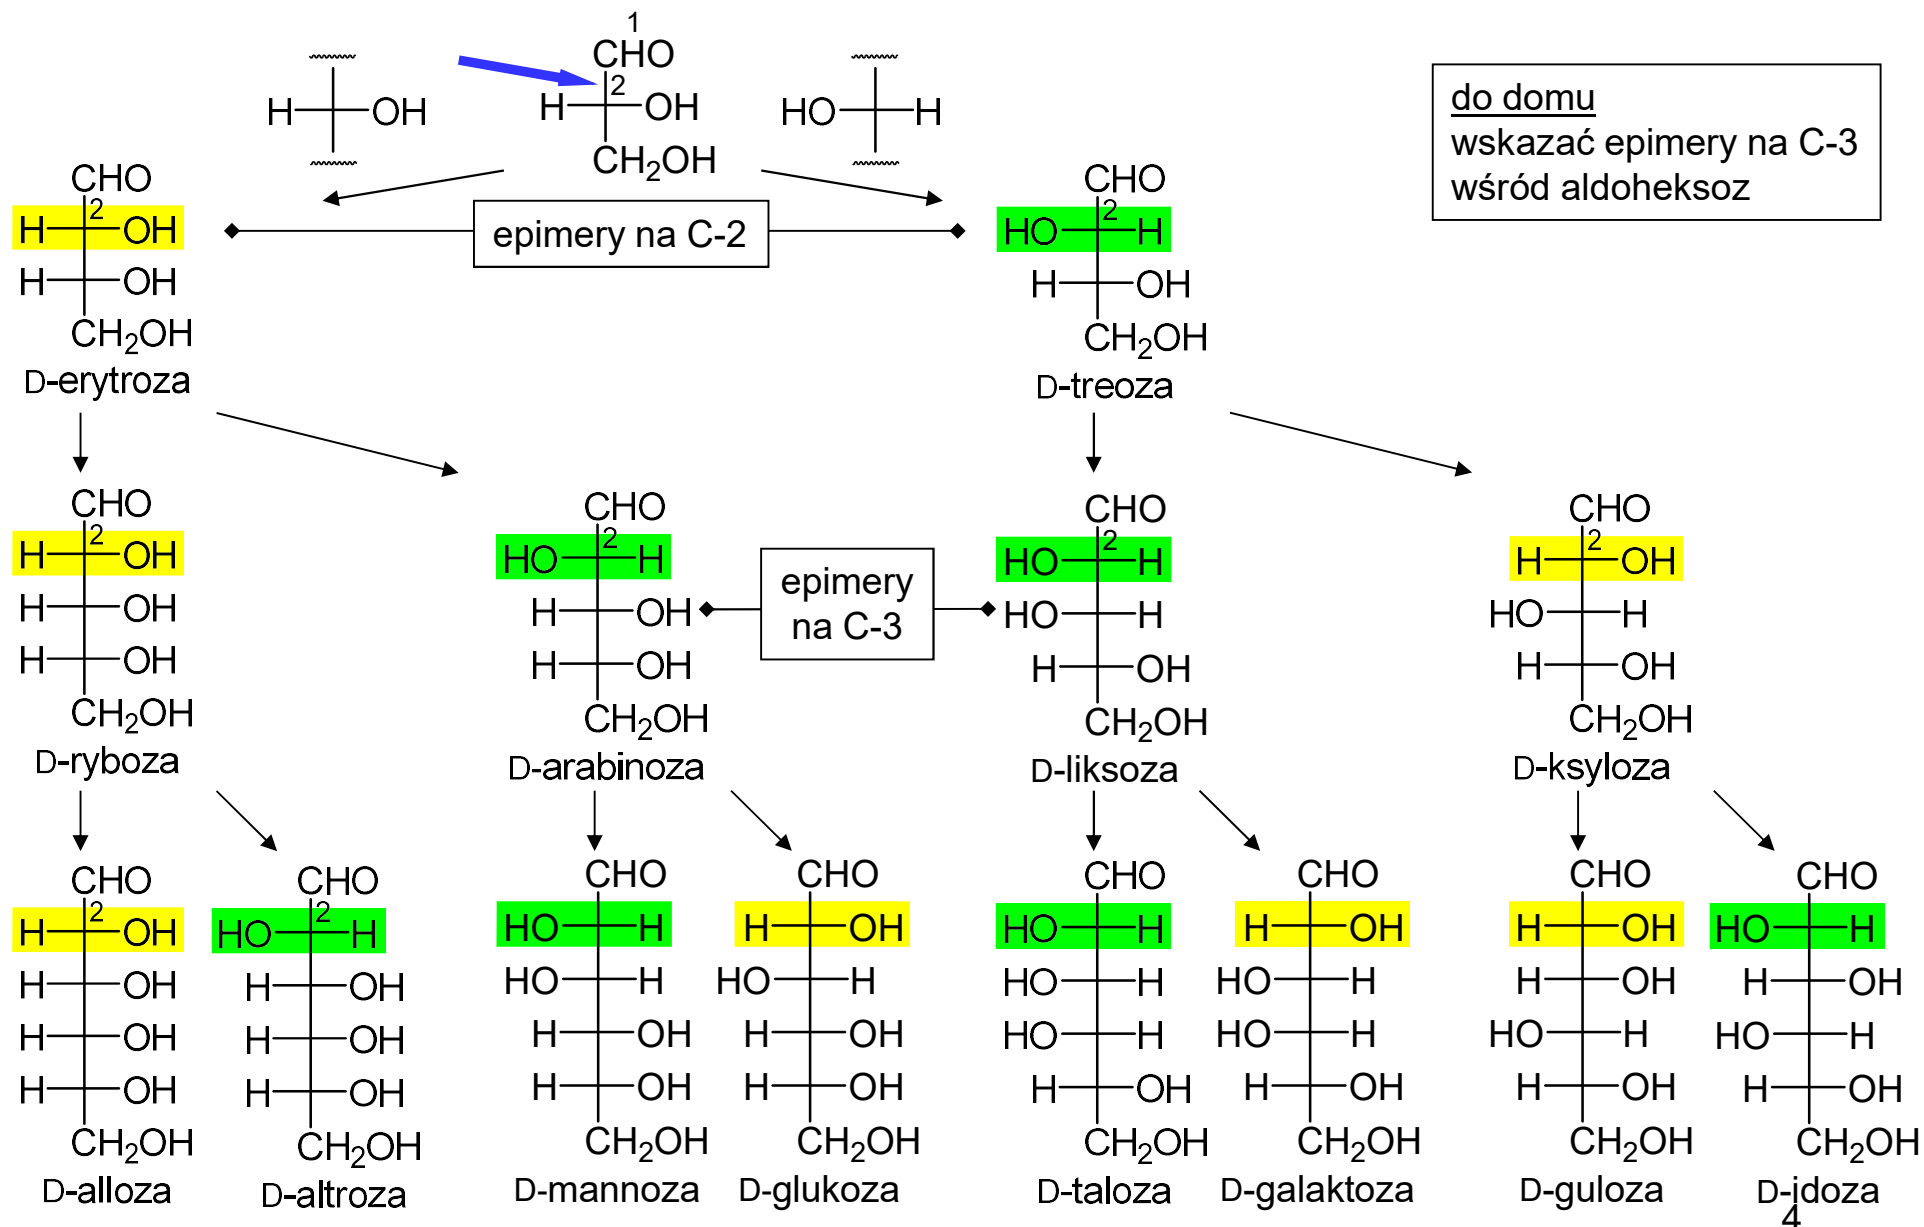 1
CHO
2
H OH
CH2OH
H OH
HO H
do domu
wskazać epimery na C-3
wśród aldoheksoz
CHO
2
H OH
H OH
CH2OH
D-erytroza
epimery na C-2
CHO
2
HO H
H OH
CH2OH
D-treoza
CHO
2
H OH
H OH
H OH
CH2OH
D-ryboza
CHO
2
HO H
H OH
H OH
CH2OH
D-arabinoza
epimery
na C-3
CHO
2
HO H
HO H
H OH
CH2OH
D-liksoza
CHO
2
H OH
HO H
H OH
CH2OH
D-ksyloza
CHO
2
H OH
H OH
H OH
H OH
CH2OH
D-alloza
CHO
2
HO H
H OH
H OH
H OH
CH2OH
D-altroza
CHO
HO H
HO H
H OH
H OH
CH2OH
D-mannoza
CHO
H OH
HO H
H OH
H OH
CH2OH
D-glukoza
CHO
HO H
HO H
HO H
H OH
CH2OH
D-taloza
CHO
H OH
HO H
HO H
H OH
CH2OH
D-galaktoza
CHO
H OH
H OH
HO H
H OH
CH2OH
D-guloza
CHO
HO H
H OH
HO H
H OH
CH2OH
D-idoza
4